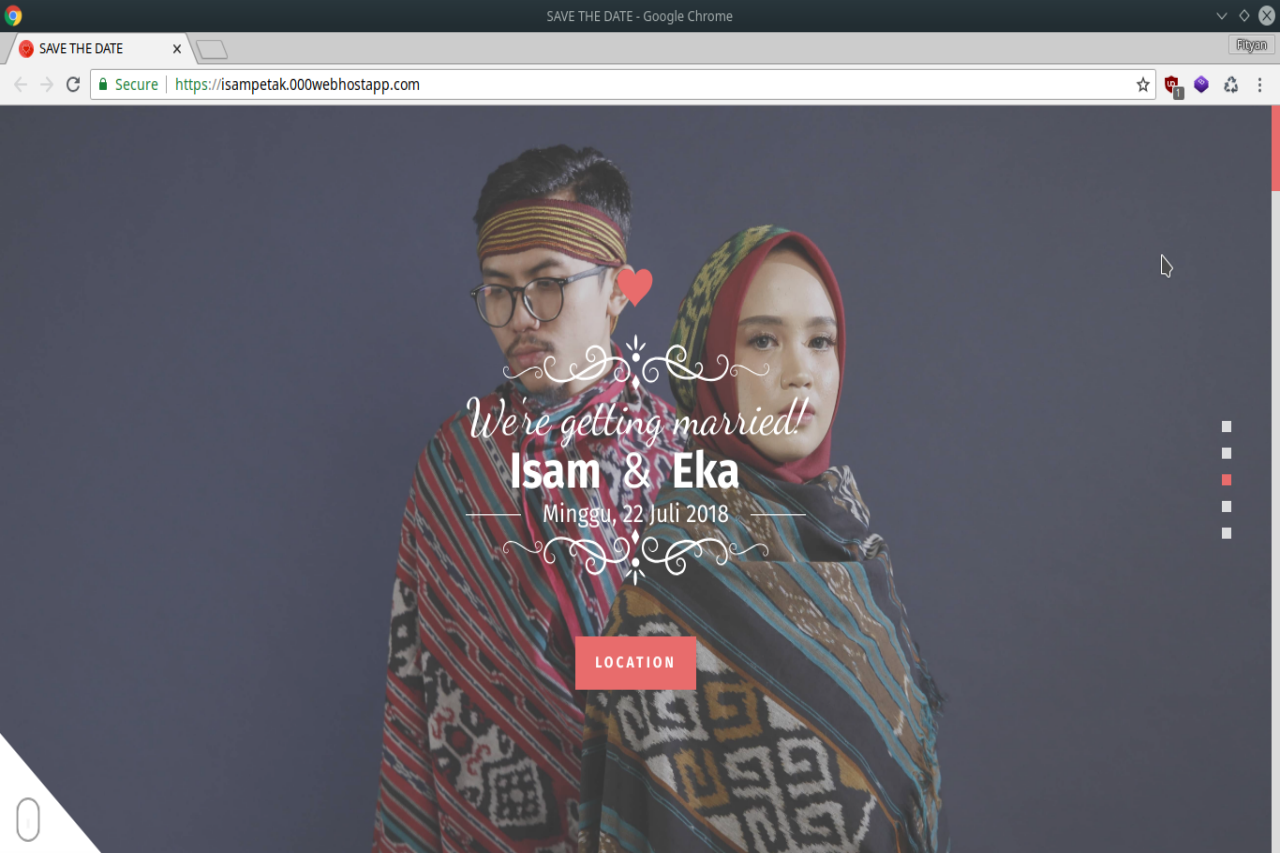 SAVE THE DATE - Google Chrome
SAVE THE DATE
Fityan
Secure
https://isampetak.000webhostapp.com
1
We're getting married!
Isam & Eka
Minggu, 22 Juli 2018
LOCATION